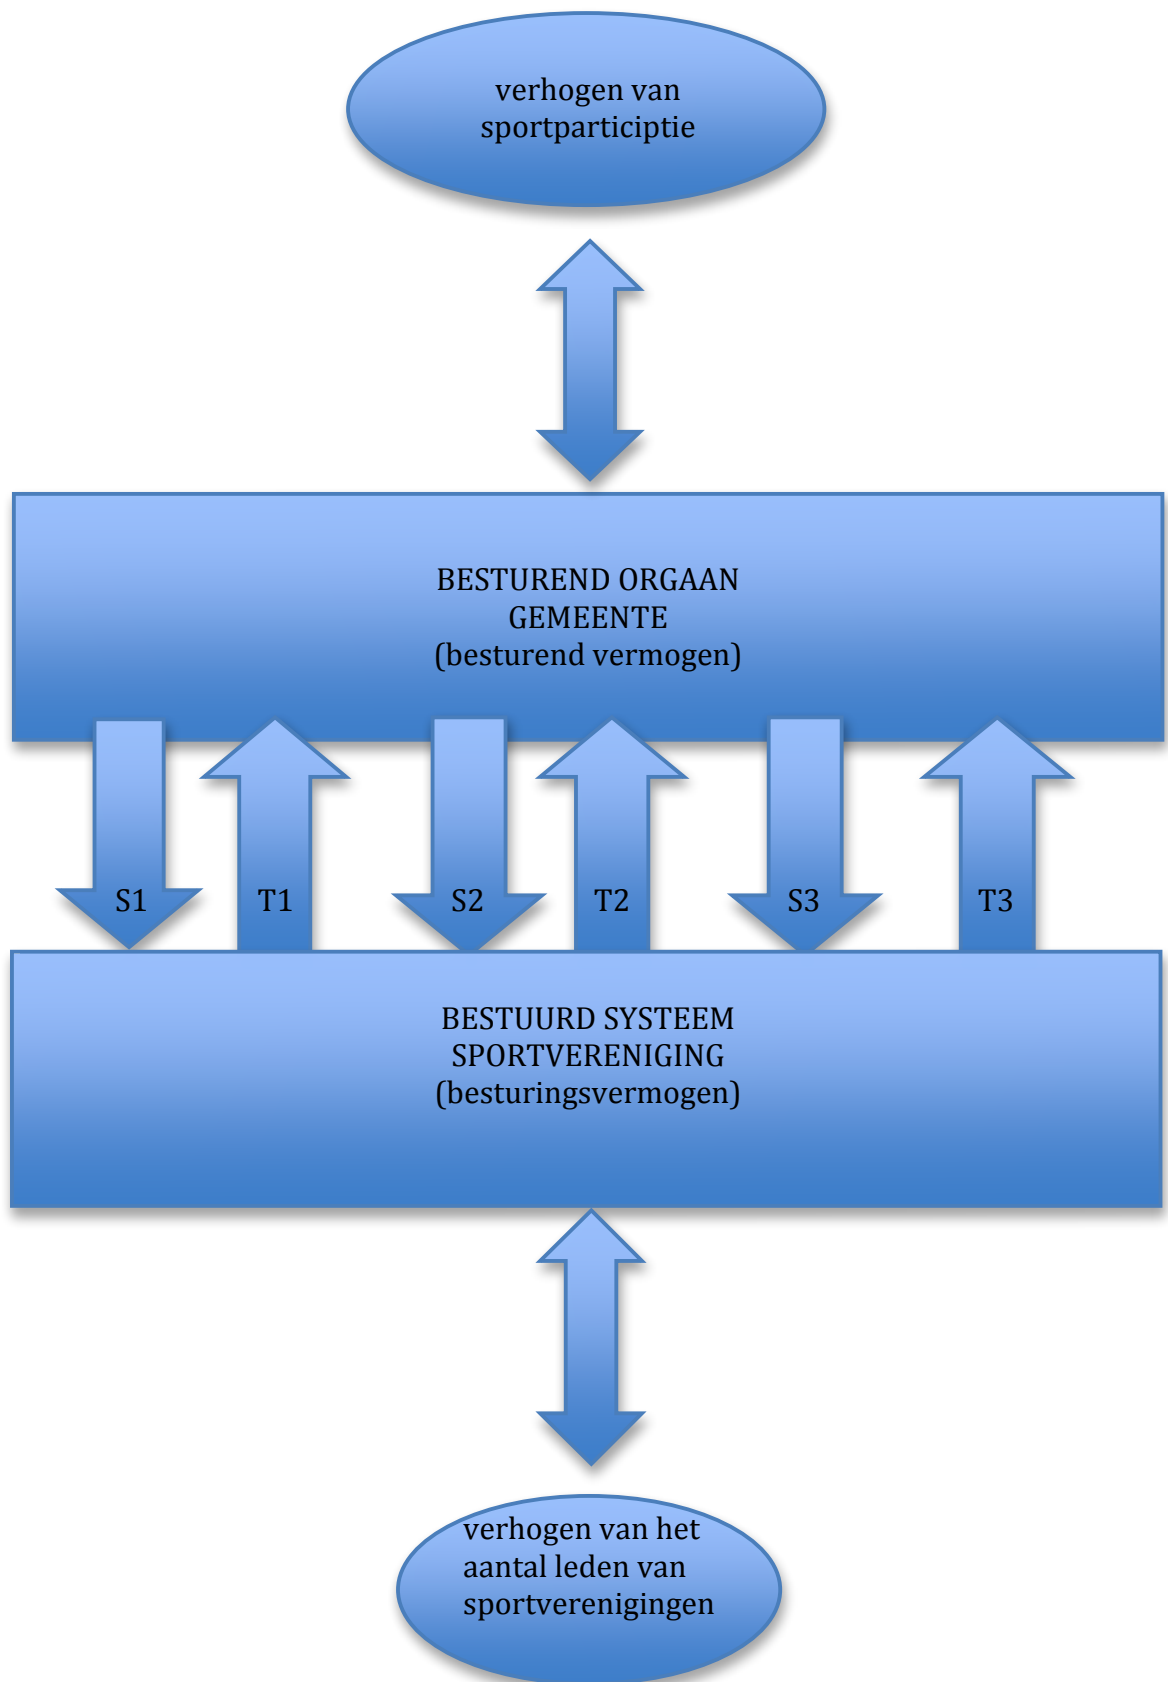 verhogen van
sportparticiptie
BESTUREND ORGAAN
GEMEENTE
(besturend vermogen)
S1 T1 S2 T2 S3 T3
BESTUURD SYSTEEM
SPORTVERENIGING
(besturingsvermogen)
verhogen van het
aantal leden van
sportverenigingen